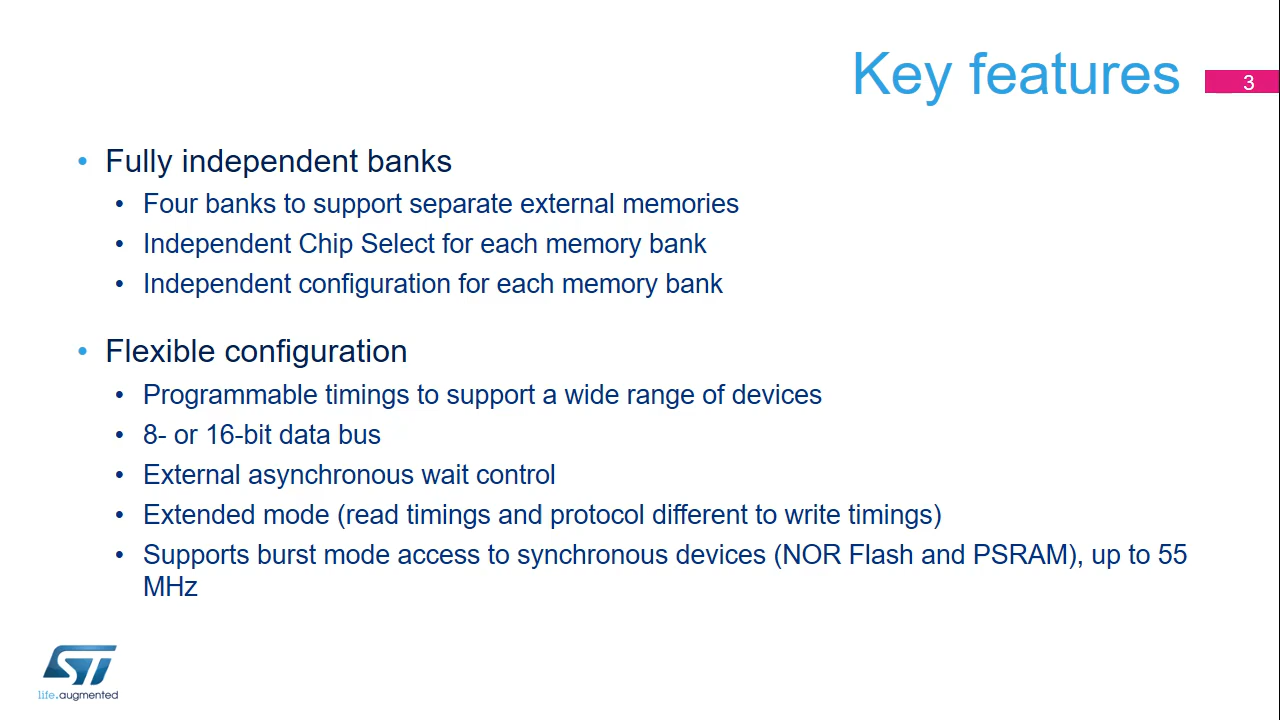 Key features
3
• Fully independent banks
• Four banks to support separate external memories
• Independent Chip Select for each memory bank
• Independent configuration for each memory bank
• Flexible configuration
• Programmable timings to support a wide range of devices
• 8- or 16-bit data bus
• External asynchronous wait control
• Extended mode (read timings and protocol different to write timings)
• Supports burst mode access to synchronous devices (NOR Flash and PSRAM), up to 55
MHz
ST
life.augmented